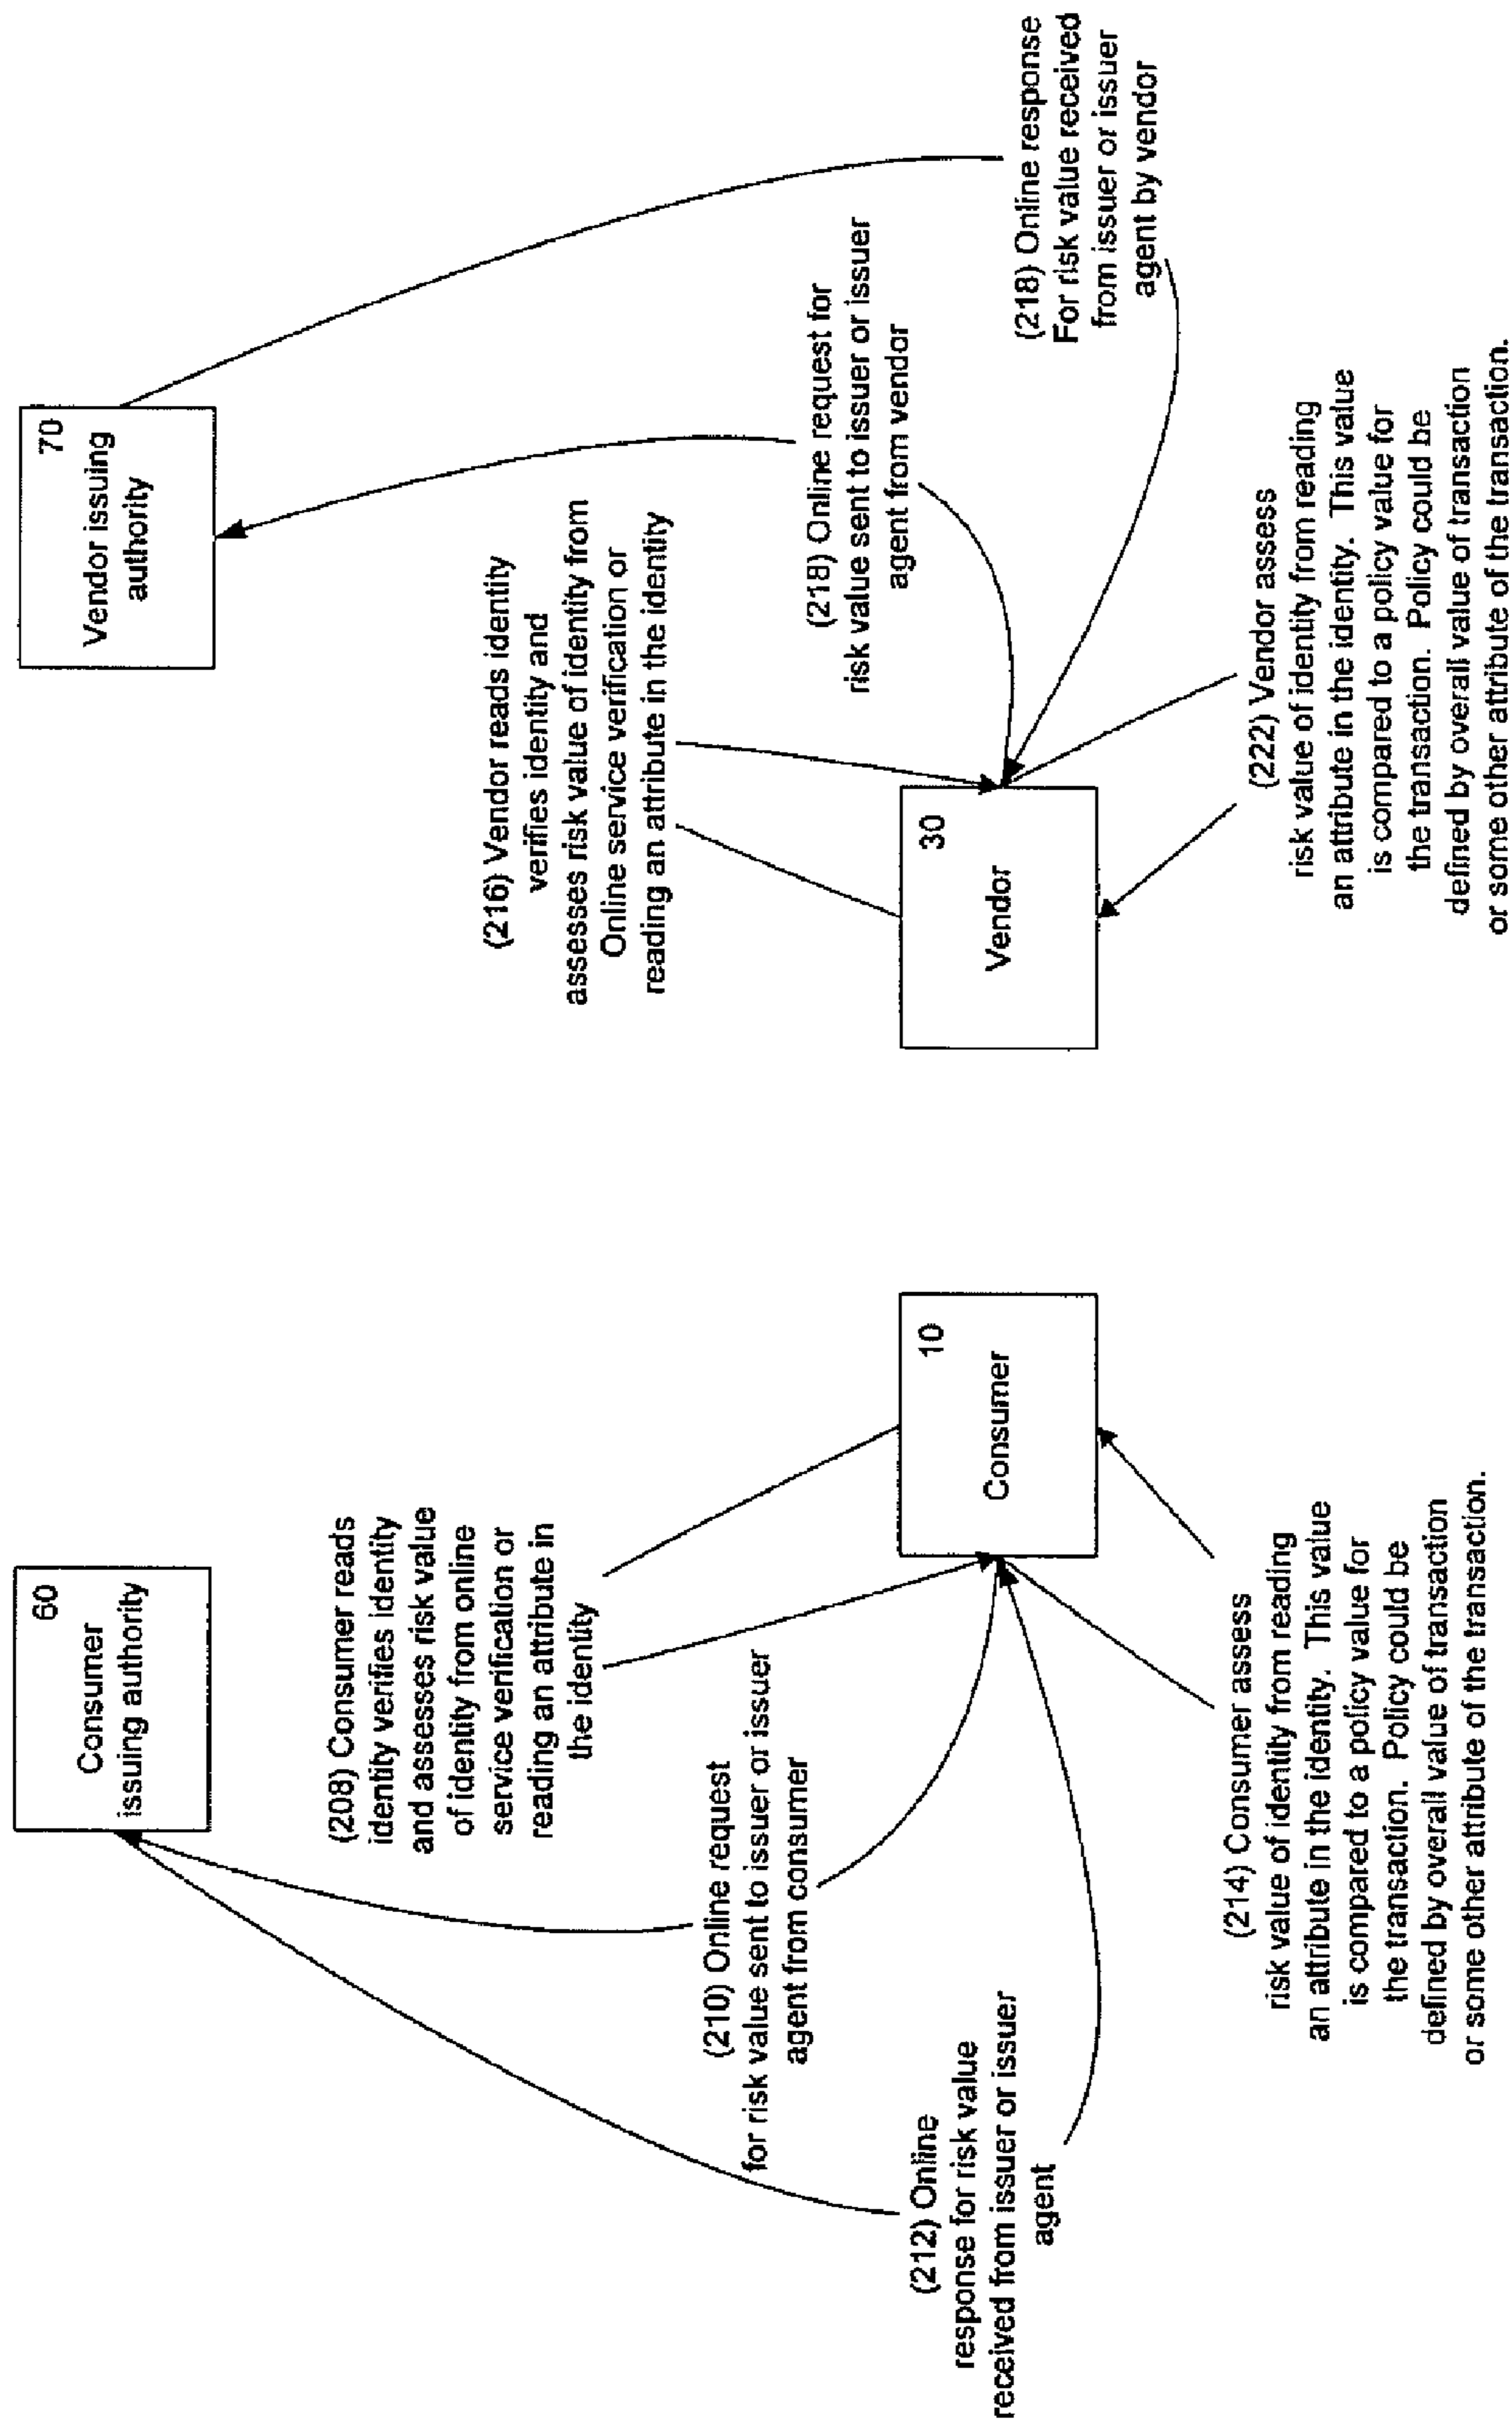 60
Consumer
issuing authority
(208) Consumer reads
identity verifies identity
and assesses risk value
of identity from online
service verification or
reading an attribute in
the identity
(210) Online request
for risk value sent to issuer or issuer
agent from consumer
(212) Online
response for risk value
received from issuer or issuer
agent
10
Consumer
(214) Consumer assess
risk value of identity from reading
an attribute in the identity. This value
is compared to a policy value for
the transaction. Policy could be
defined by overall value of transaction
or some other attribute of the transaction.
70
Vendor issuing
authority
(216) Vendor reads identity
verifies identity and
assesses risk value of identity from
Online service verification or
reading an attribute in the identity
(218) Online request for
risk value sent to issuer or issuer
agent from vendor
(218) Online response
For risk value received
from issuer or issuer
agent by vendor
30
Vendor
(222) Vendor assess
risk value of identity from reading
an attribute in the identity. This value
is compared to a policy value for
the transaction. Policy could be
defined by overall value of transaction
or some other attribute of the transaction.